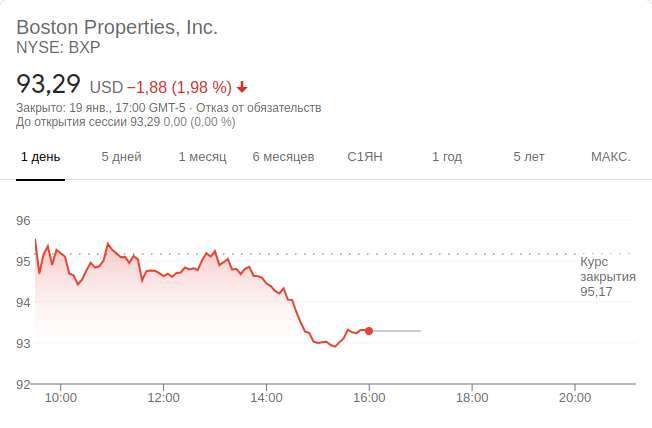 Boston Properties, Inc.
NYSE: BXP
93,29 USD −1,88 (1,98 %)
Закрыто: 19 янв., 17:00 GMT-5 · Отказ от обязательств
До открытия сессии 93,29 0,00 (0,00 %)
1 день 5 дней 1 месяц 6 месяцев С1ЯН 1 год 5 лет МАКС.
96
95
94
93
92
Курс
закрытия
95,17
10:00 12:00 14:00 16:00 18:00 20:00